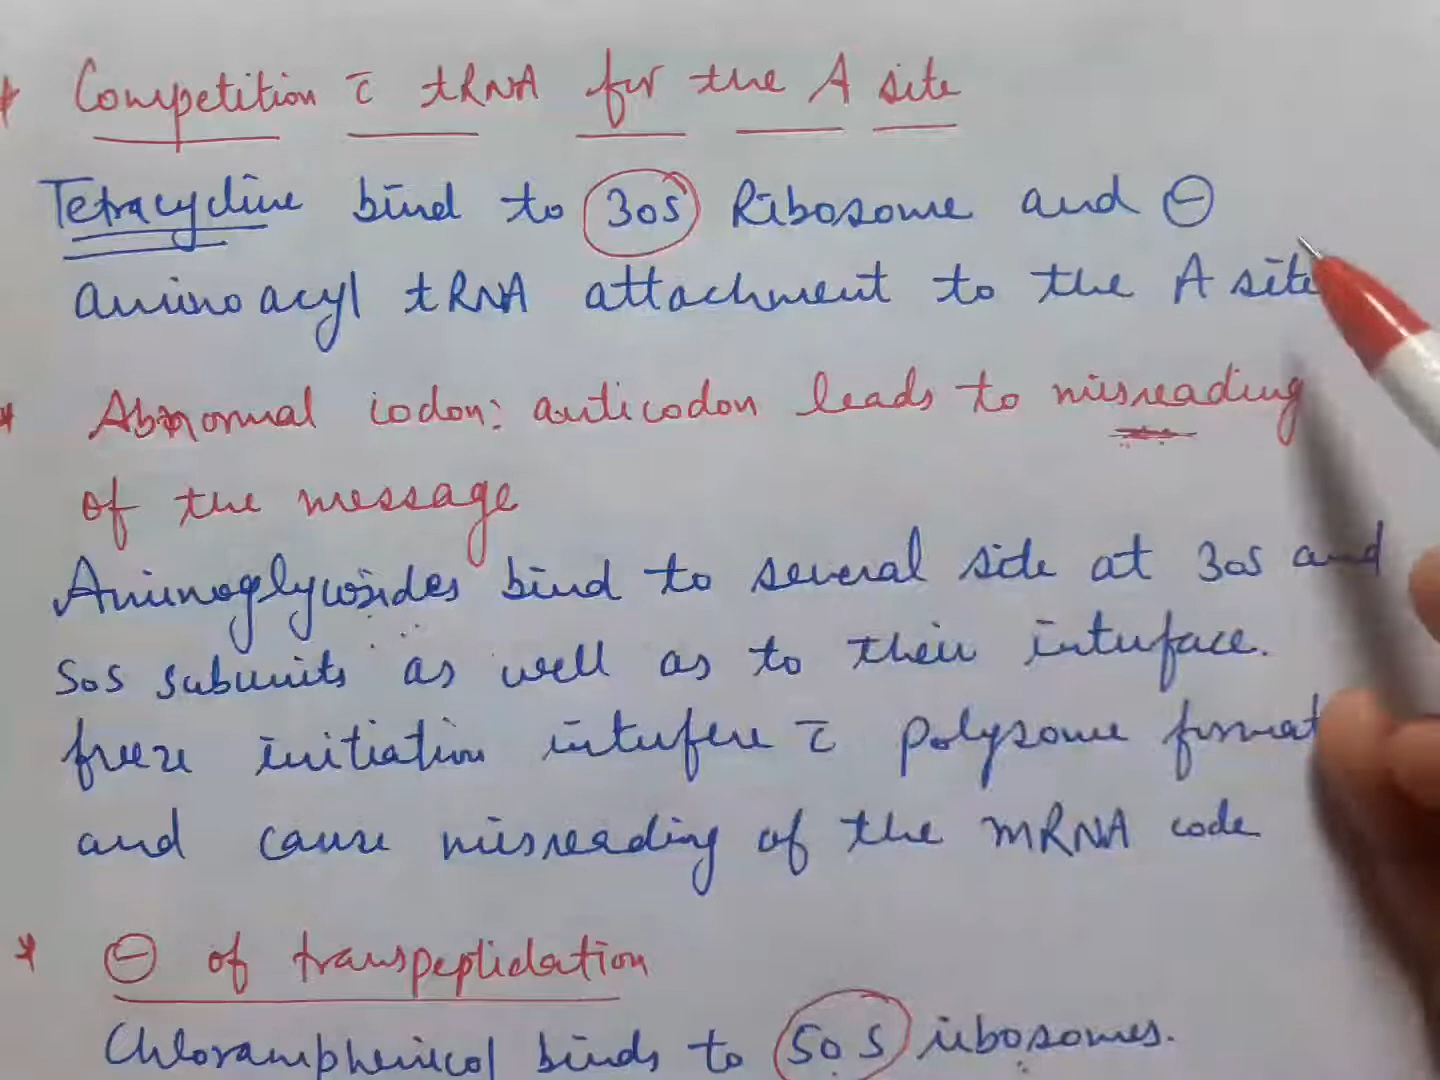 * Competition c̄ tRNA for the A site
Tetracycline bind to 30S Ribosome and ⊖
aminoacyl tRNA attachment to the A site
* Abnormal codon: anticodon leads to misreading
of the message
Aminoglycosides bind to several side at 30S and
50S subunits as well as to their interface.
freeze initiation interfere c̄ polysome format
and cause misreading of the mRNA code
* ⊖ of transpeptidation
Chloramphenicol binds to 50S ribosomes.